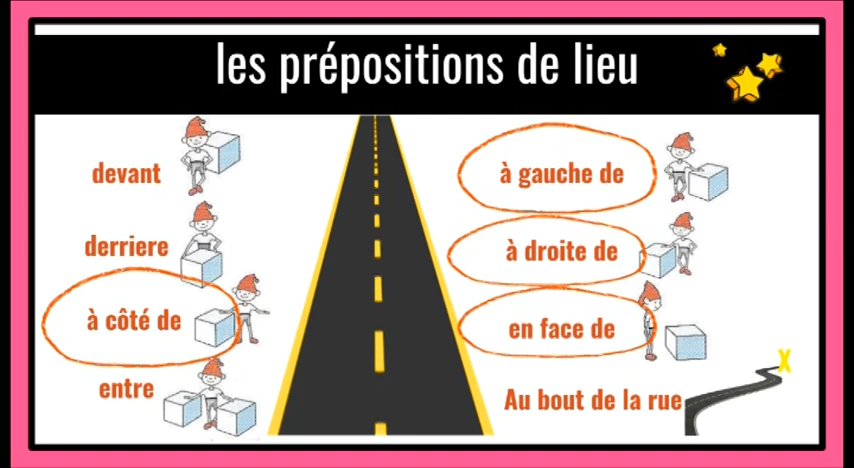 les prépositions de lieu
devant
derriere
à côté de
entre
à gauche de
à droite de
en face de
Au bout de la rue
X